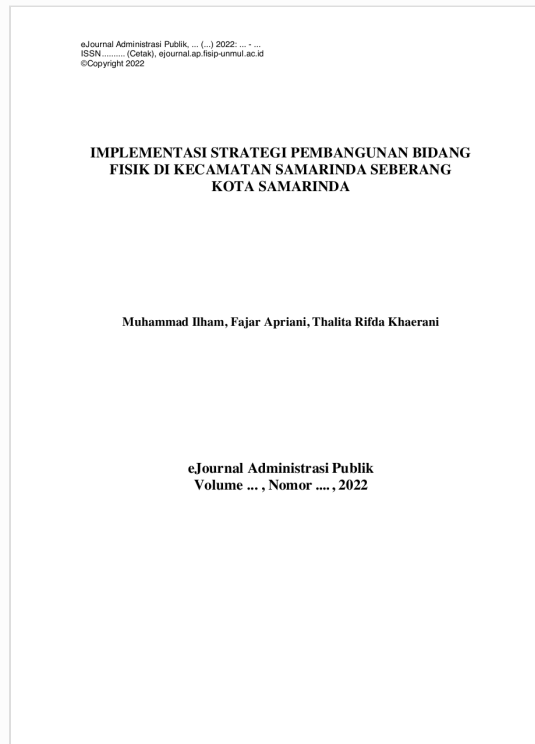 eJournal Administrasi Publik, ... (...) 2022: ... - ...
ISSN.......... (Cetak), ejournal.ap.fisip-unmul.ac.id
©Copyright 2022
IMPLEMENTASI STRATEGI PEMBANGUNAN BIDANG
FISIK DI KECAMATAN SAMARINDA SEBERANG
KOTA SAMARINDA
Muhammad Ilham, Fajar Apriani, Thalita Rifda Khaerani
eJournal Administrasi Publik
Volume ... , Nomor .... , 2022